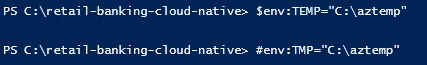 PS C:\retail-banking-cloud-native> $env:TEMP="C:\aztemp"
PS C:\retail-banking-cloud-native> #env:TMP="C:\aztemp"